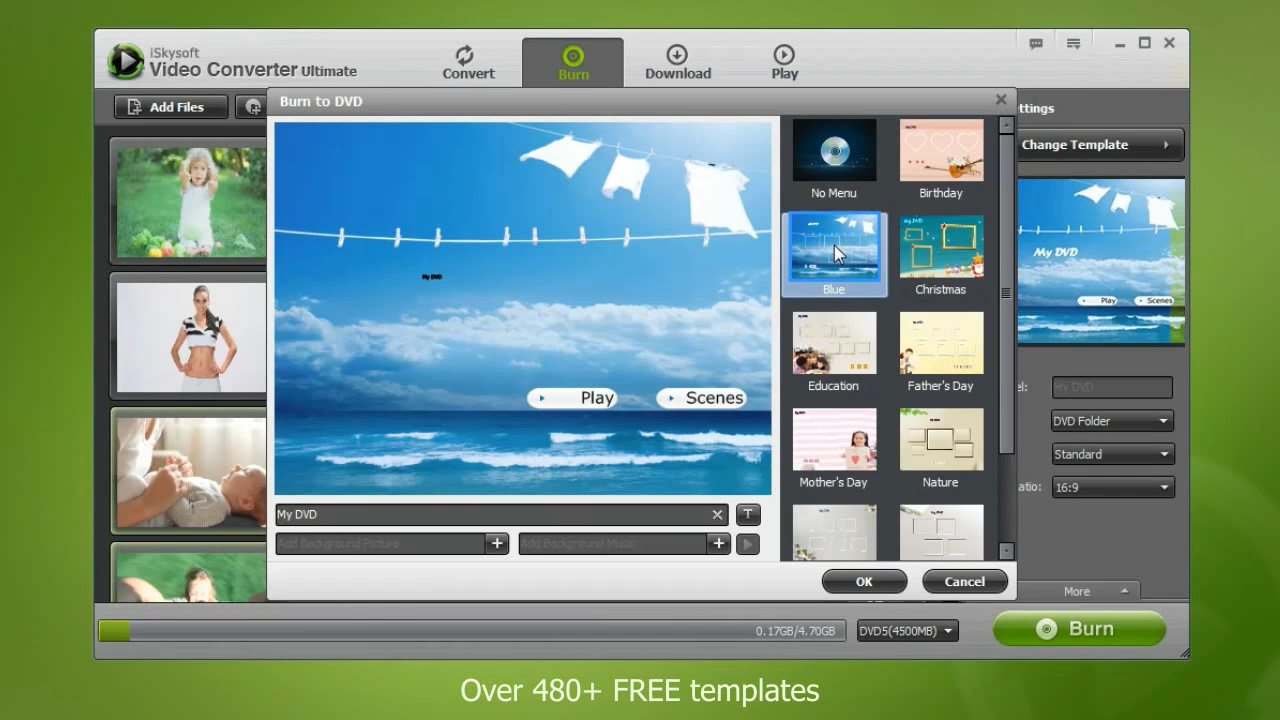 iSkysoft
Video Converter Ultimate
Convert
Burn
Download
Play
Add Files
Burn to DVD
ettings
Change Template
No Menu
Birthday
Blue
Christmas
Education
Father's Day
Mother's Day
Nature
My DVD
Play
Scenes
My DVD
Play
Scenes
el:
My DVD
DVD Folder
Standard
atio:
16:9
My DVD
T
Add Background Picture
Add Background Music
OK
Cancel
More
0.17GB/4.70GB
DVD5(4500MB)
Burn
Over 480+ FREE templates